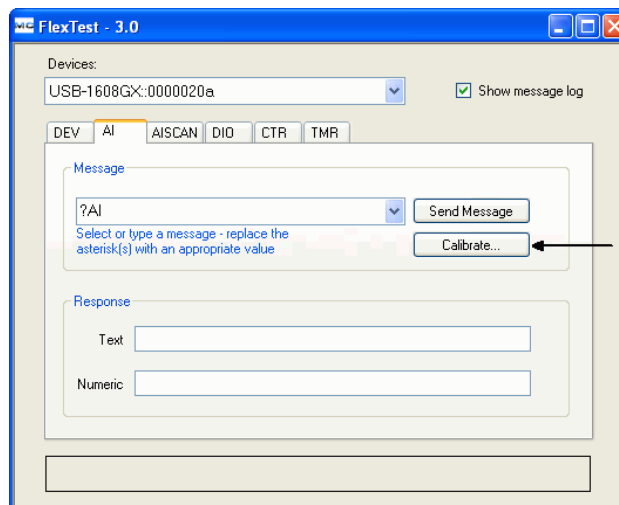 MC FlexTest - 3.0
Devices:
USB-1608GX::0000020a
Show message log
DEV AI AISCAN DIO CTR TMR
Message
?AI
Send Message
Select or type a message - replace the
asterisk(s) with an appropriate value
Calibrate...
Response
Text
Numeric